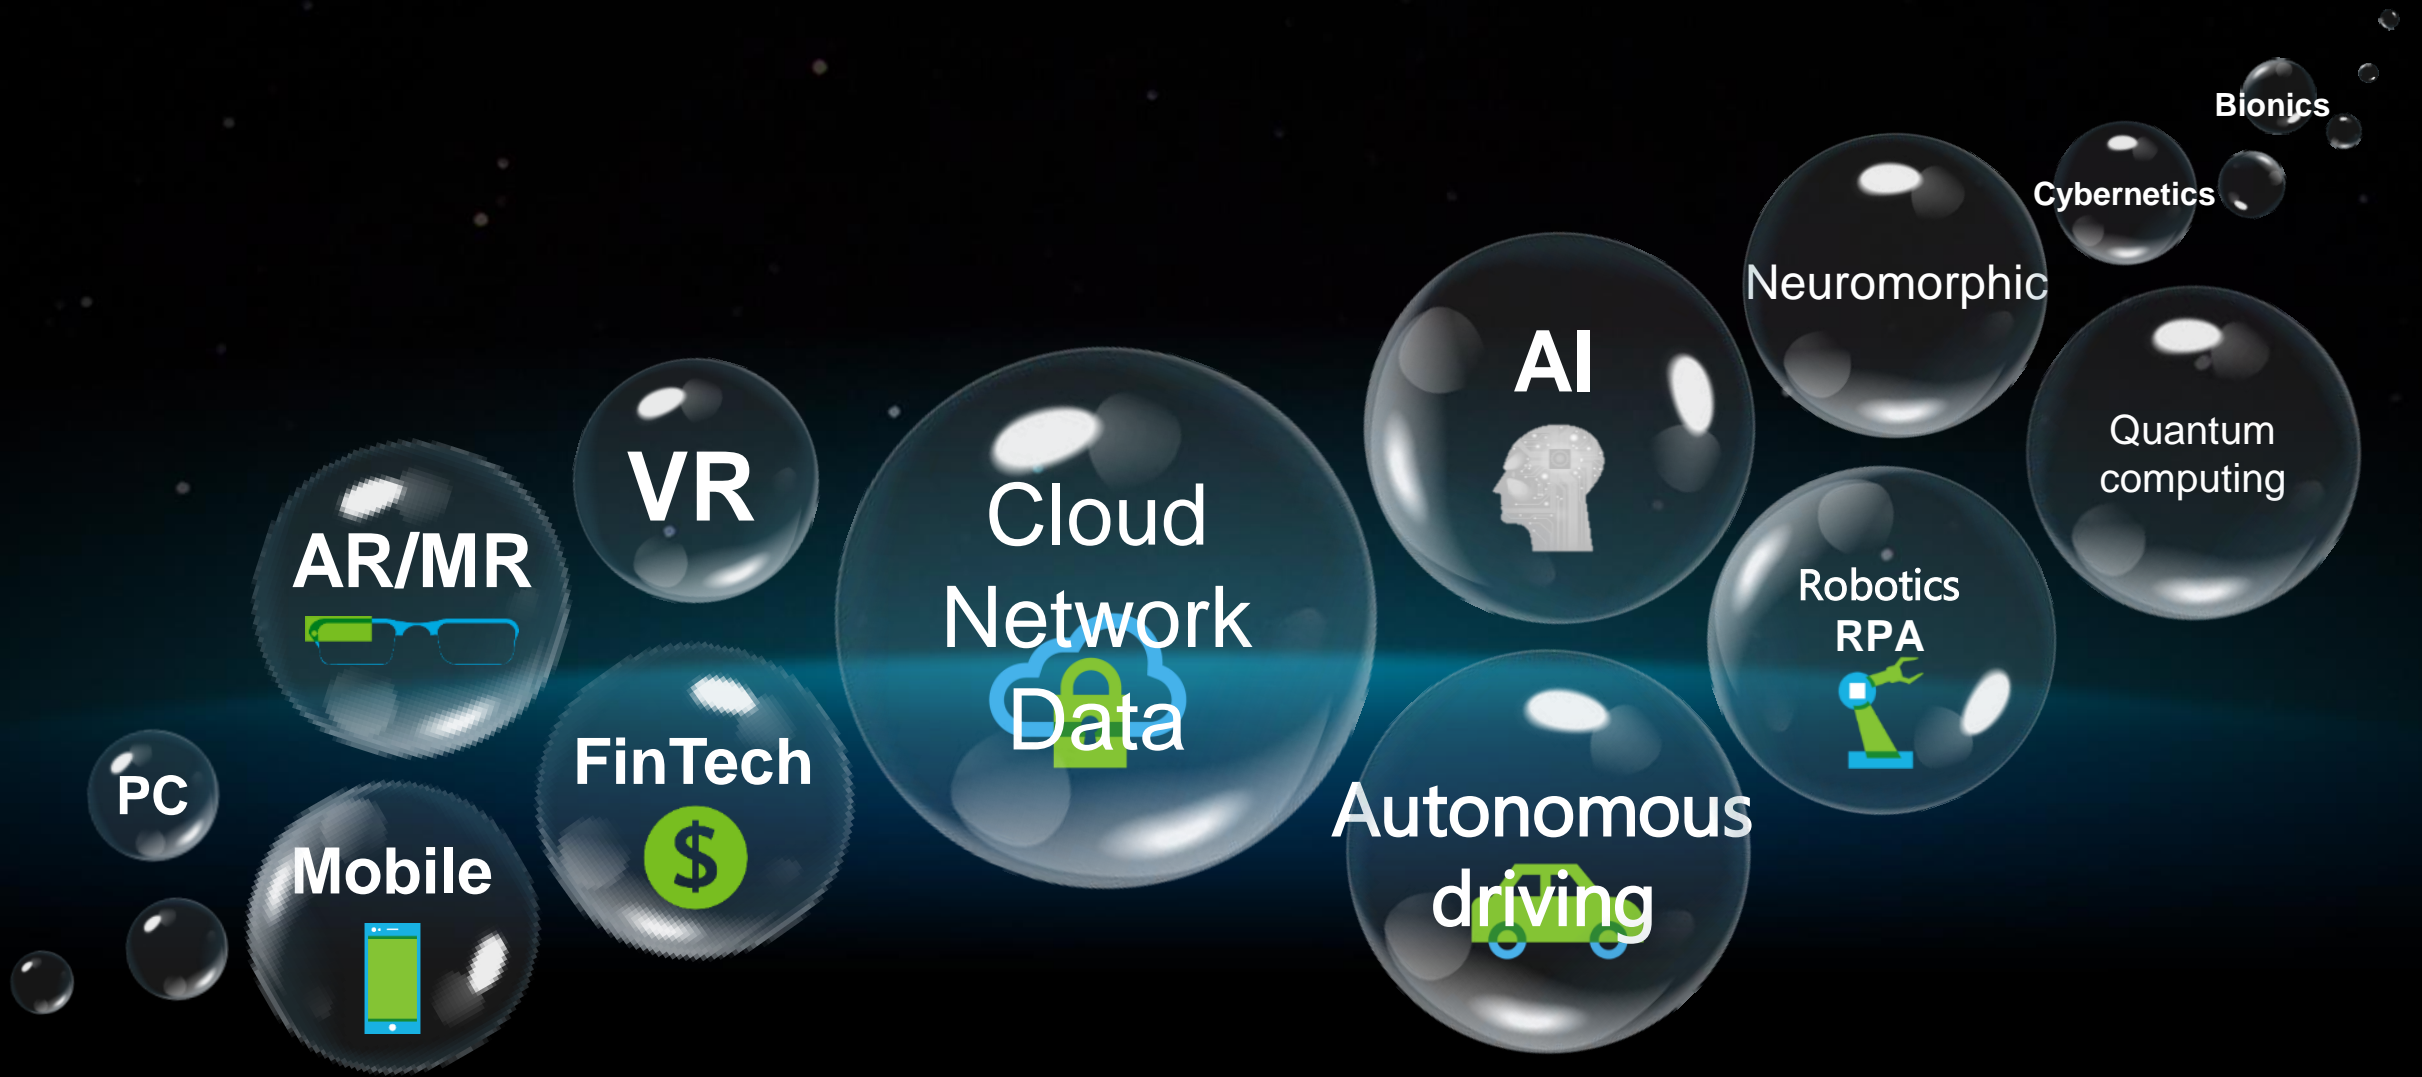 PC
Mobile
AR/MR
VR
FinTech
$
Cloud
Network
Data
AI
Autonomous
driving
Neuromorphic
Robotics
RPA
Quantum
computing
Cybernetics
Bionics